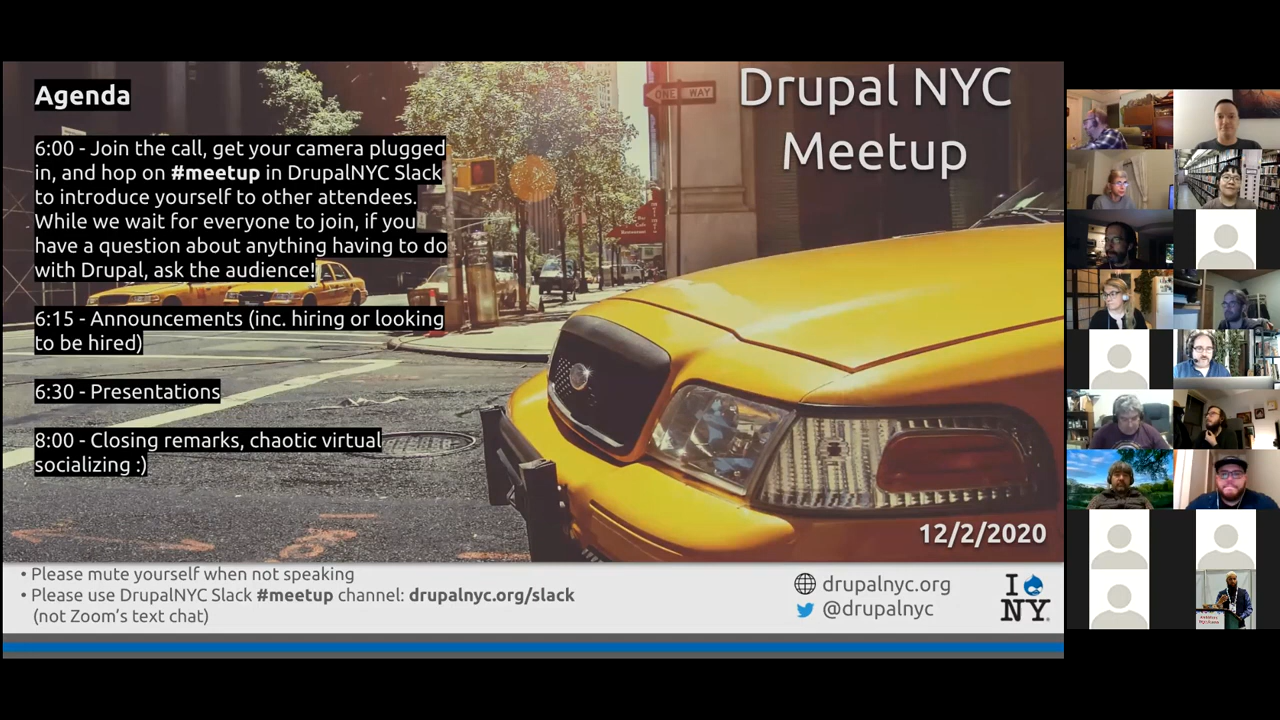 Agenda
6:00 - Join the call, get your camera plugged
in, and hop on #meetup in DrupalNYC Slack
to introduce yourself to other attendees.
While we wait for everyone to join, if you
have a question about anything having to do
with Drupal, ask the audience!
6:15 - Announcements (inc. hiring or looking
to be hired)
6:30 - Presentations
8:00 - Closing remarks, chaotic virtual
socializing :)
ONE WAY
Drupal NYC
Meetup
12/2/2020
• Please mute yourself when not speaking
• Please use DrupalNYC Slack #meetup channel: drupalnyc.org/slack
(not Zoom's text chat)
drupalnyc.org
@drupalnyc
I
NY.